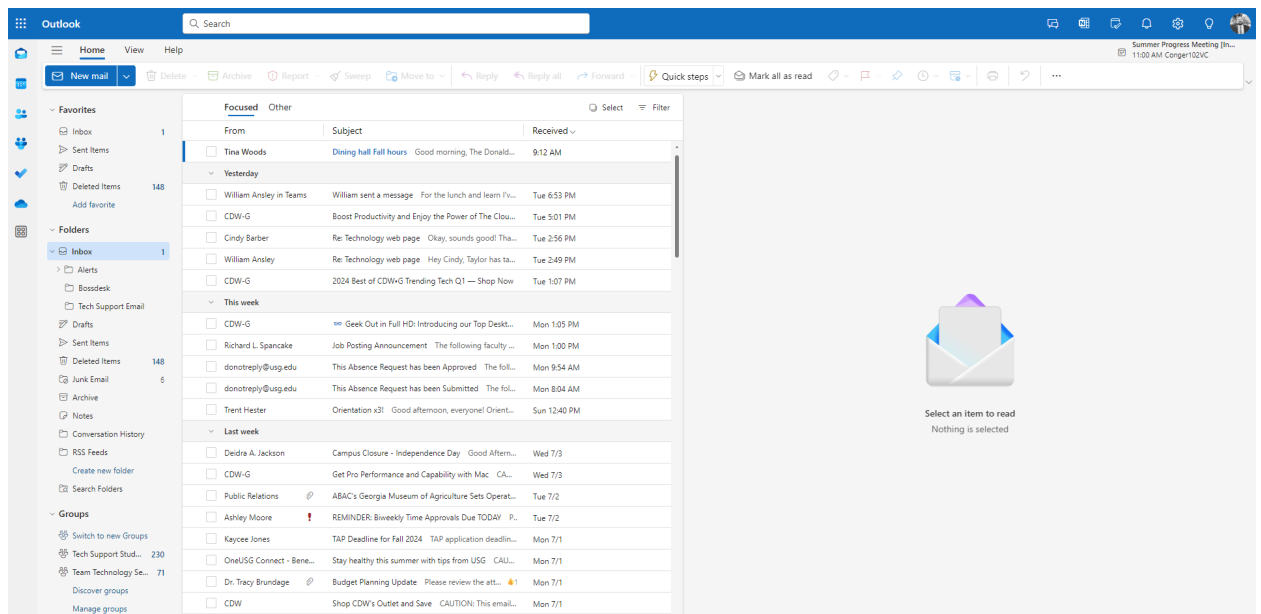 Outlook
Search
Home View Help
Summer Progress Meeting [In...
11:00 AM Conger102VC
New mail Delete Archive Report Sweep Move to Reply Reply all Forward Quick steps Mark all as read
Favorites
Inbox 1
Sent Items
Drafts
Deleted Items 148
Add favorite
Folders
Inbox 1
Alerts
Bossdesk
Tech Support Email
Drafts
Sent Items
Deleted Items 148
Junk Email 6
Archive
Notes
Conversation History
RSS Feeds
Create new folder
Search Folders
Groups
Switch to new Groups
Tech Support Stud... 230
Team Technology Se... 71
Discover groups
Manage groups
Focused Other Select Filter
From Subject Received
Tina Woods Dining hall Fall hours Good morning, The Donald... 9:12 AM
Yesterday
William Ansley in Teams William sent a message For the lunch and learn I'v... Tue 6:53 PM
CDW-G Boost Productivity and Enjoy the Power of The Clou... Tue 5:01 PM
Cindy Barber Re: Technology web page Okay, sounds good! Tha... Tue 2:56 PM
William Ansley Re: Technology web page Hey Cindy, Taylor has ta... Tue 2:49 PM
CDW-G 2024 Best of CDW•G Trending Tech Q1 — Shop Now Tue 1:07 PM
This week
CDW-G Geek Out in Full HD: Introducing our Top Deskt... Mon 1:05 PM
Richard L. Spancake Job Posting Announcement The following faculty ... Mon 1:00 PM
donotreply@usg.edu This Absence Request has been Approved The foll... Mon 9:54 AM
donotreply@usg.edu This Absence Request has been Submitted The fol... Mon 8:04 AM
Trent Hester Orientation x3! Good afternoon, everyone! Orient... Sun 12:40 PM
Last week
Deidra A. Jackson Campus Closure - Independence Day Good Aftern... Wed 7/3
CDW-G Get Pro Performance and Capability with Mac CA... Wed 7/3
Public Relations ABAC's Georgia Museum of Agriculture Sets Operat... Tue 7/2
Ashley Moore REMINDER: Biweekly Time Approvals Due TODAY P... Tue 7/2
Kaycee Jones TAP Deadline for Fall 2024 TAP application deadlin... Mon 7/1
OneUSG Connect - Bene... Stay healthy this summer with tips from USG CAU... Mon 7/1
Dr. Tracy Brundage Budget Planning Update Please review the att... 1 Mon 7/1
CDW Shop CDW's Outlet and Save CAUTION: This email... Mon 7/1
Select an item to read
Nothing is selected